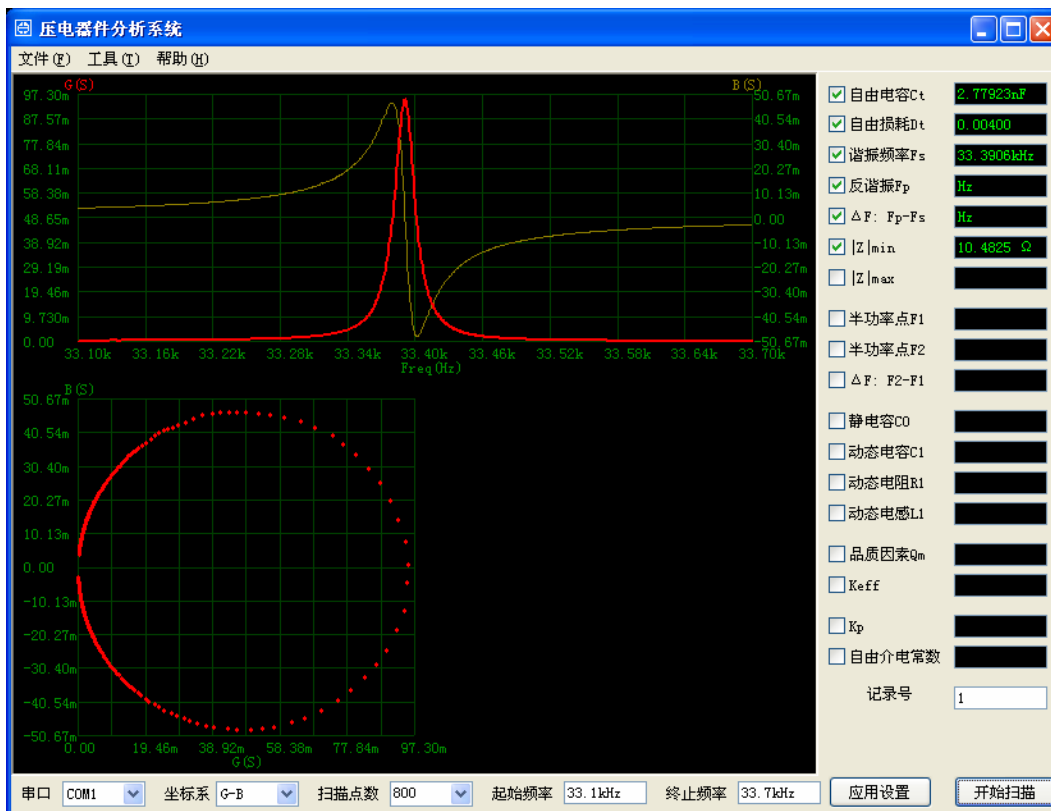 压电器件分析系统
文件(F) 工具(T) 帮助(H)
G(S) B(S)
97.30m 50.67m
87.57m 40.54m
77.84m 30.40m
68.11m 20.27m
58.38m 10.13m
48.65m 0.00
38.92m -10.13m
29.19m -20.27m
19.46m -30.40m
9.730m -40.54m
0.00 -50.67m
33.10k 33.16k 33.22k 33.28k 33.34k 33.40k 33.46k 33.52k 33.58k 33.64k 33.70k
Freq(Hz)
B(S)
50.67m
40.54m
30.40m
20.27m
10.13m
0.00
-10.13m
-20.27m
-30.40m
-40.54m
-50.67m
0.00 19.46m 38.92m 58.38m 77.84m 97.30m
G(S)
自由电容Ct 2.77923nF
自由损耗Dt 0.00400
谐振频率Fs 33.3906kHz
反谐振Fp Hz
△F: Fp-Fs Hz
|Z|min 10.4825 Ω
|Z|max
半功率点F1
半功率点F2
△F: F2-F1
静电容C0
动态电容C1
动态电阻R1
动态电感L1
品质因素Qm
Keff
Kp
自由介电常数
记录号 1
串口 COM1 坐标系 G-B 扫描点数 800 起始频率 33.1kHz 终止频率 33.7kHz 应用设置 开始扫描